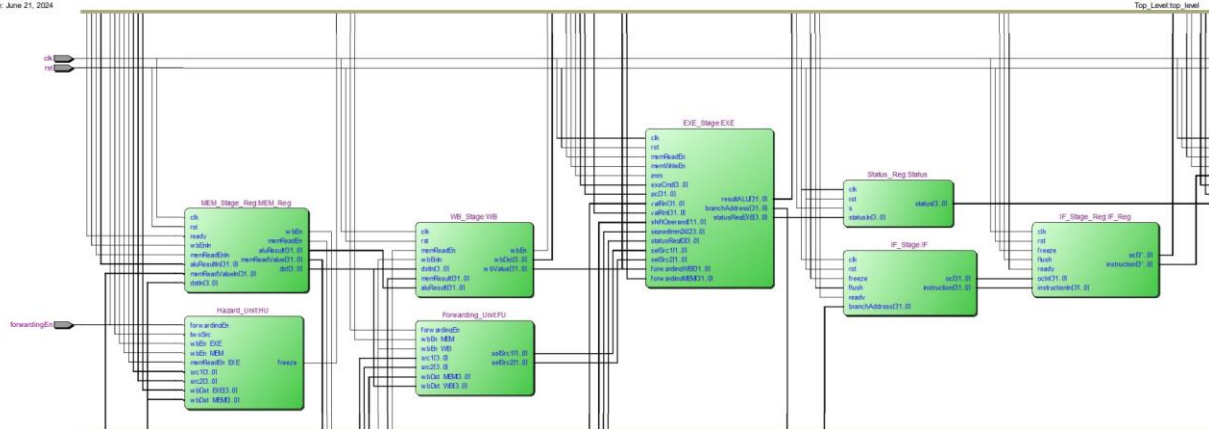 : June 21, 2024
Top_Level:top_level
clk
rst
forwardingEn
MEM_Stage_Reg:MEM_Reg
clk
rst
ready
wbEnIn
memReadEnIn
aluResultIn[31..0]
memReadValueIn[31..0]
dstIn[3..0]
wbEn
memReadEn
aluResult[31..0]
memReadValue[31..0]
dst[3..0]
Hazard_Unit:HU
forwardingEn
twoSrc
wbEn_EXE
wbEn_MEM
memReadEn_EXE
src1[3..0]
src2[3..0]
wbDst_EXE[3..0]
wbDst_MEM[3..0]
freeze
WB_Stage:WB
clk
rst
memReadEn
wbEnIn
dstIn[3..0]
memResult[31..0]
aluResult[31..0]
wbEn
wbDst[3..0]
wbValue[31..0]
Forwarding_Unit:FU
forwardingEn
wbEn_MEM
wbEn_WB
src1[3..0]
src2[3..0]
wbDst_MEM[3..0]
wbDst_WB[3..0]
selSrc1[1..0]
selSrc2[1..0]
EXE_Stage:EXE
clk
rst
memReadEn
memWriteEn
imm
exeCmd[3..0]
pc[31..0]
valRn[31..0]
valRm[31..0]
shiftOperand[11..0]
signedImm24[23..0]
statusReg[3..0]
selSrc1[1..0]
selSrc2[1..0]
forwardingWB[31..0]
forwardingMEM[31..0]
resultALU[31..0]
branchAddress[31..0]
statusRegEXE[3..0]
Status_Reg:Status
clk
rst
s
statusIn[3..0]
status[3..0]
IF_Stage:IF
clk
rst
freeze
flush
ready
branchAddress[31..0]
pc[31..0]
instruction[31..0]
IF_Stage_Reg:IF_Reg
clk
rst
freeze
flush
ready
pcIn[31..0]
instructionIn[31..0]
pc[31..0]
instruction[31..0]